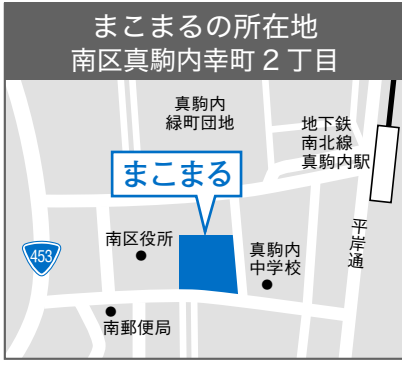 まこまるの所在地
南区真駒内幸町２丁目
真駒内
緑町団地
地下鉄
南北線
真駒内駅
まこまる
平岸通
南区役所
真駒内
中学校
453
南郵便局